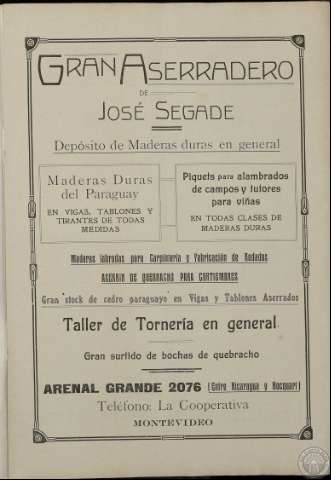 GRAN ASERRADERO
DE
JOSÉ SEGADE
Depósito de Maderas duras en general
Maderas Duras
del Paraguay
EN VIGAS, TABLONES Y
TIRANTES DE TODAS
MEDIDAS
Piquets para alambrados
de campos y tutores
para viñas
EN TODAS CLASES DE
MADERAS DURAS
Maderas labradas para Carpintería y Fabricación de Rodados
ASERRIN DE QUEBRACHO PARA CURTIEMBRES
Gran stock de cedro paraguayo en Vigas y Tablones Aserrados
Taller de Tornería en general
Gran surtido de bochas de quebracho
ARENAL GRANDE 2076 (Entre Nicaragua y Yacuarí)
Teléfono: La Cooperativa
MONTEVIDEO